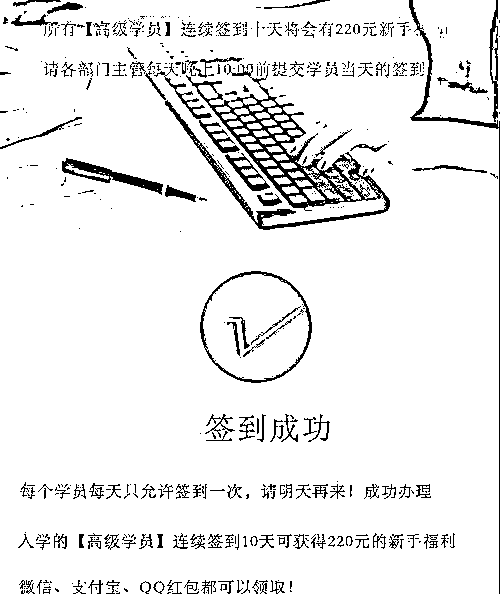 所有【高级学员】连续签到十天将会有220元新手
请各部门主管每天晚上10:00前提交学员当天的签到
签到成功
每个学员每天只允许签到一次，请明天再来！成功办理
入学的【高级学员】连续签到10天可获得220元的新手福利
微信、支付宝、QQ红包都可以领取！